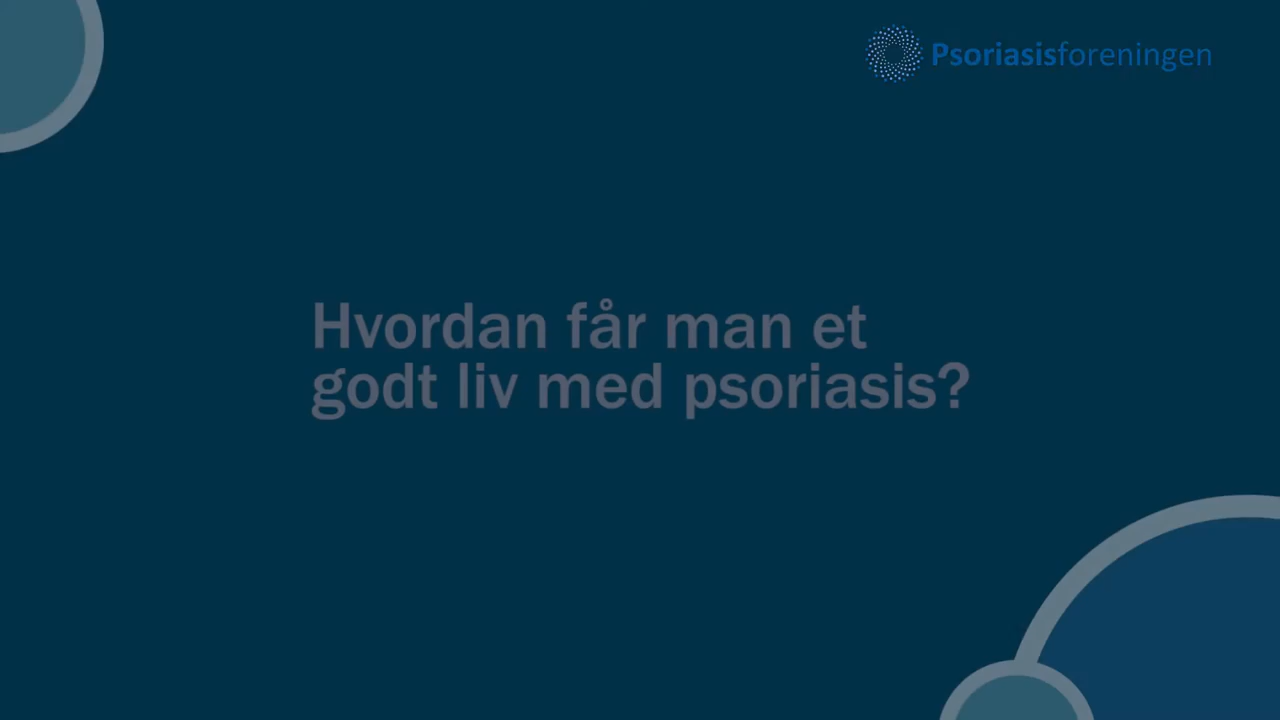 Psoriasisforeningen
Hvordan får man et
godt liv med psoriasis?